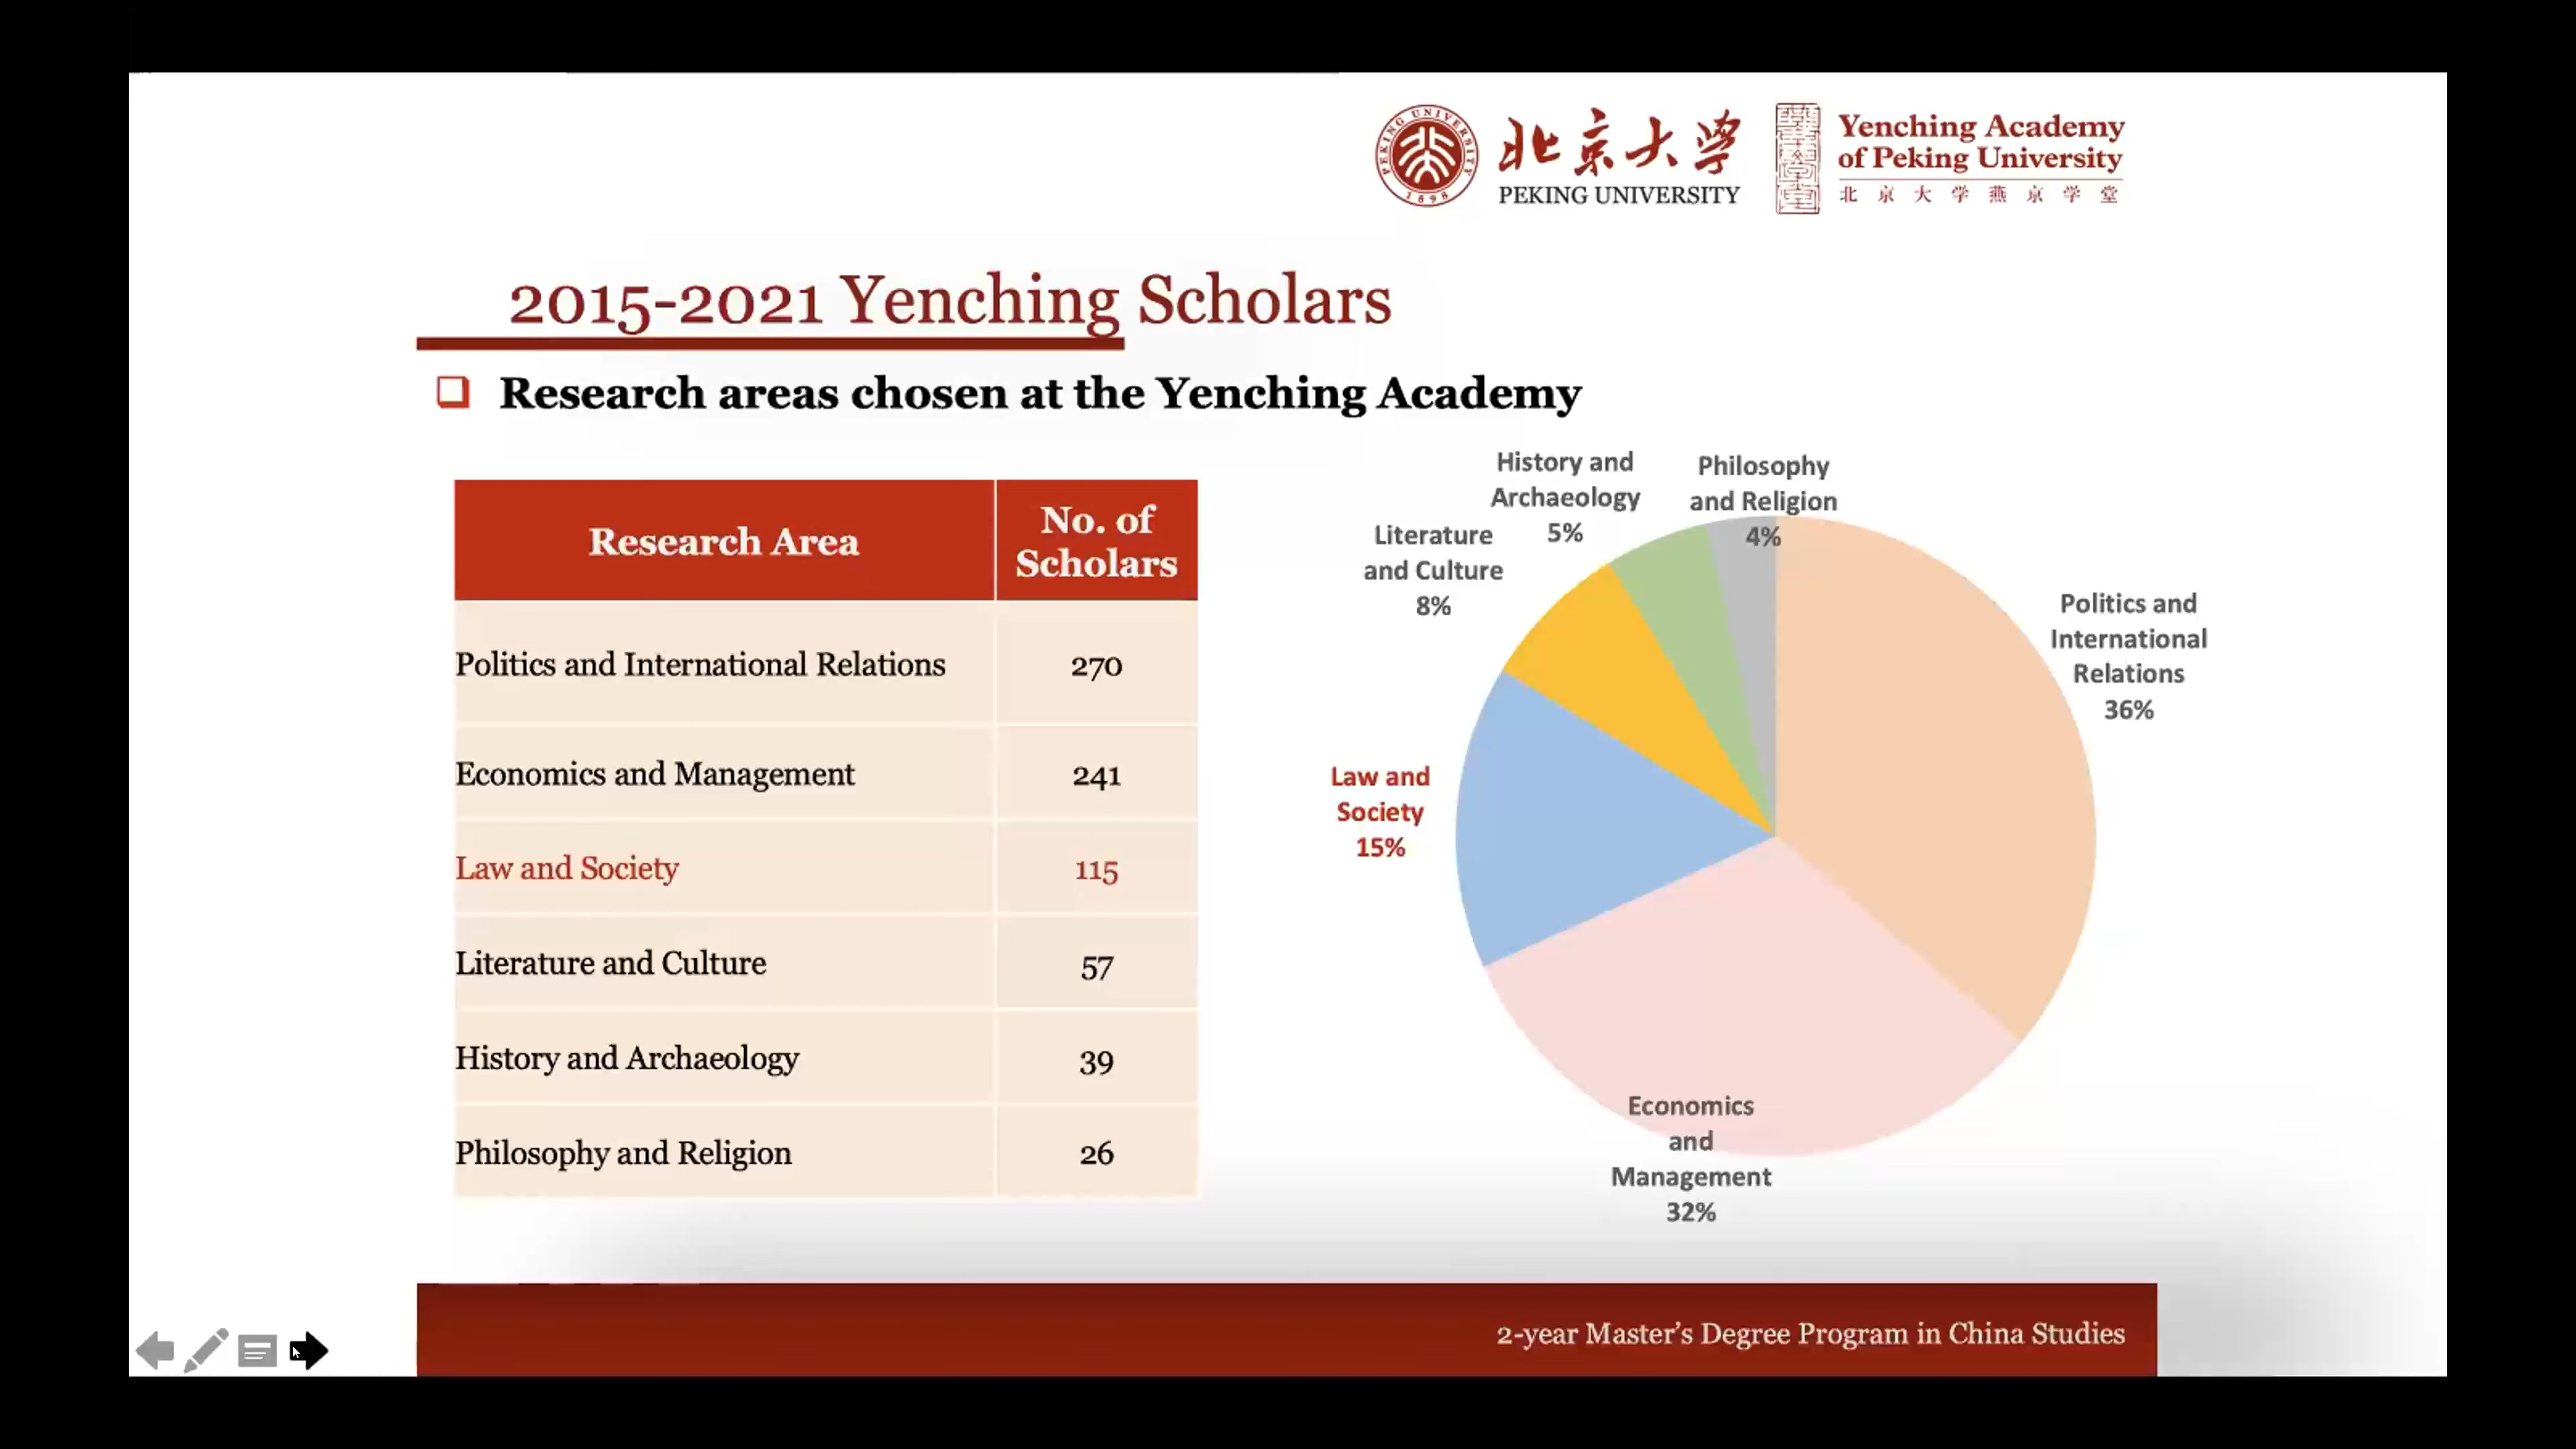 PEKING UNIVERSITY
1898
北京大学
PEKING UNIVERSITY
Yenching Academy
of Peking University
北京大学燕京学堂
2015-2021 Yenching Scholars
Research areas chosen at the Yenching Academy
Research Area
No. of
Scholars
Politics and International Relations 270
Economics and Management 241
Law and Society 115
Literature and Culture 57
History and Archaeology 39
Philosophy and Religion 26
History and
Archaeology
5%
Philosophy
and Religion
4%
Literature
and Culture
8%
Politics and
International
Relations
36%
Law and
Society
15%
Economics
and
Management
32%
2-year Master's Degree Program in China Studies